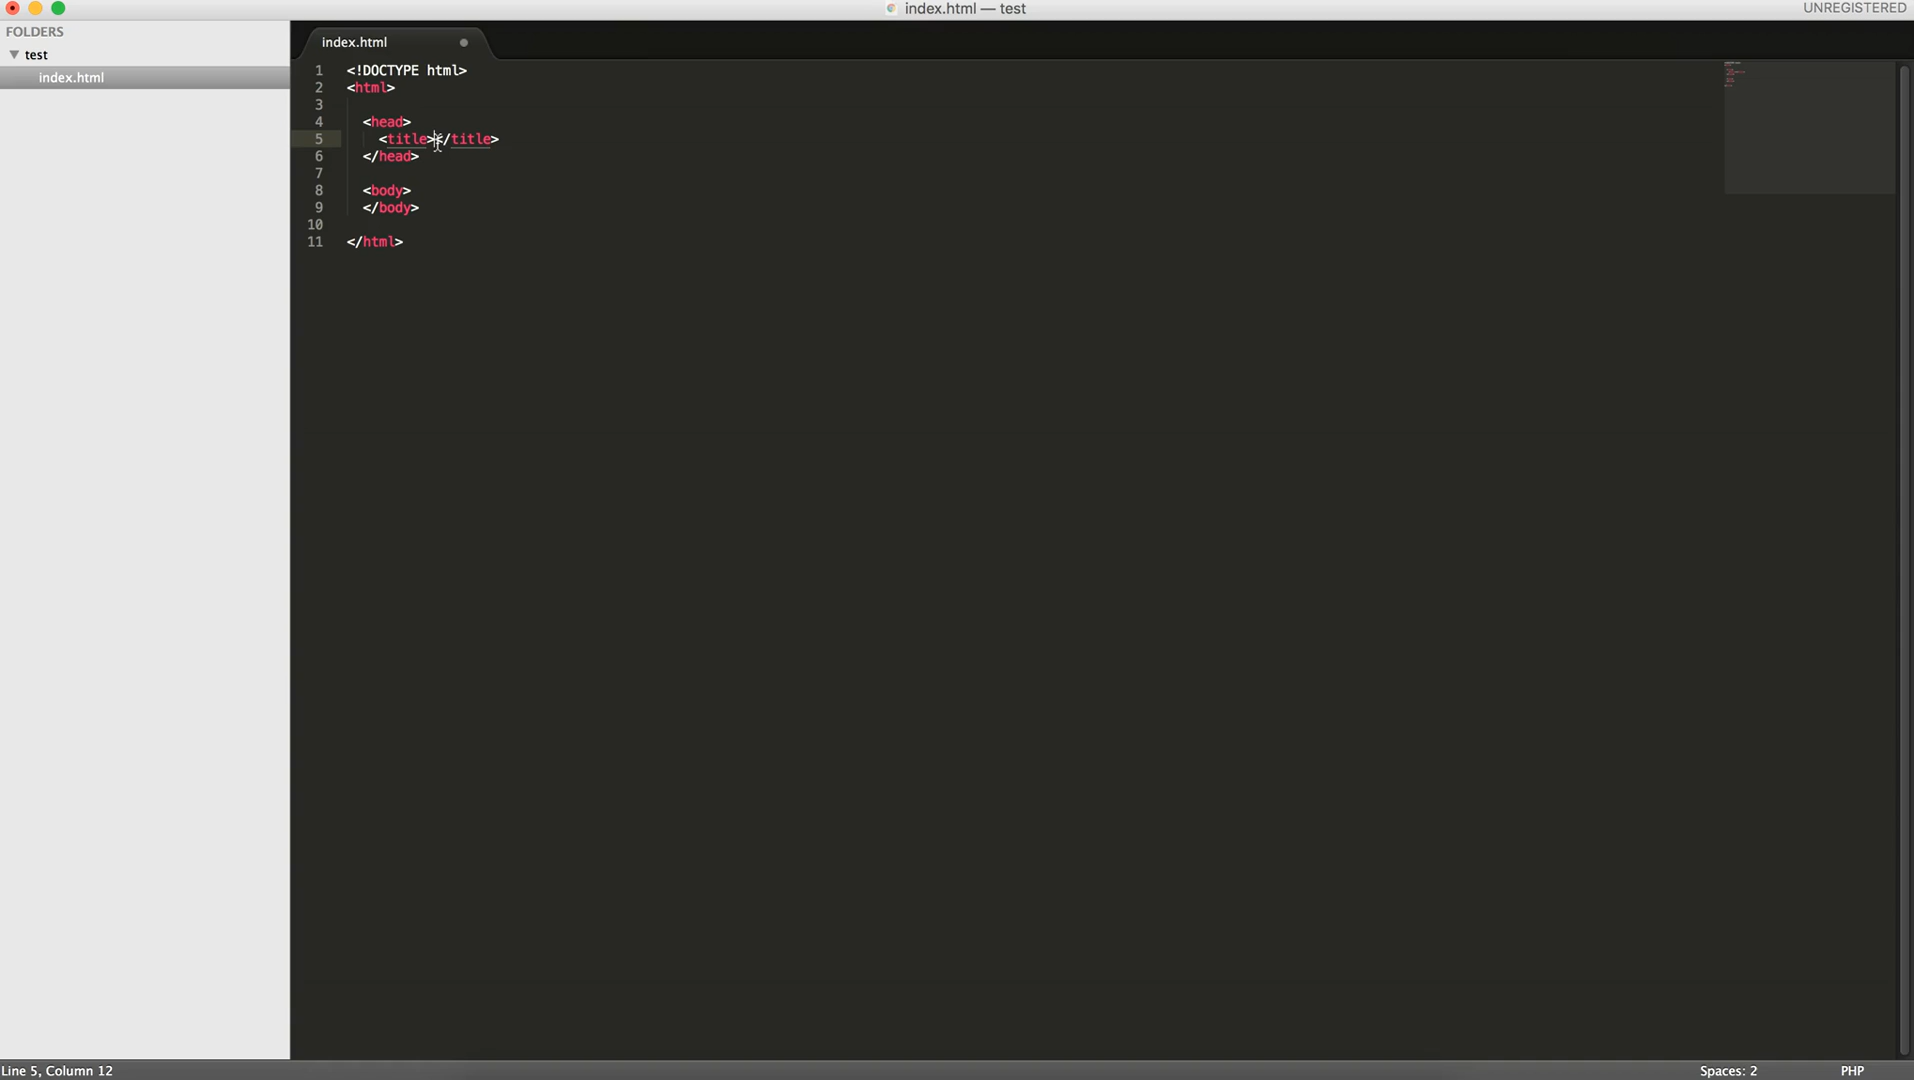 index.html — test
UNREGISTERED
FOLDERS
test
index.html
index.html
1 <!DOCTYPE html>
2 <html>
3
4 <head>
5 <title></title>
6 </head>
7
8 <body>
9 </body>
10
11 </html>
Line 5, Column 12
Spaces: 2
PHP